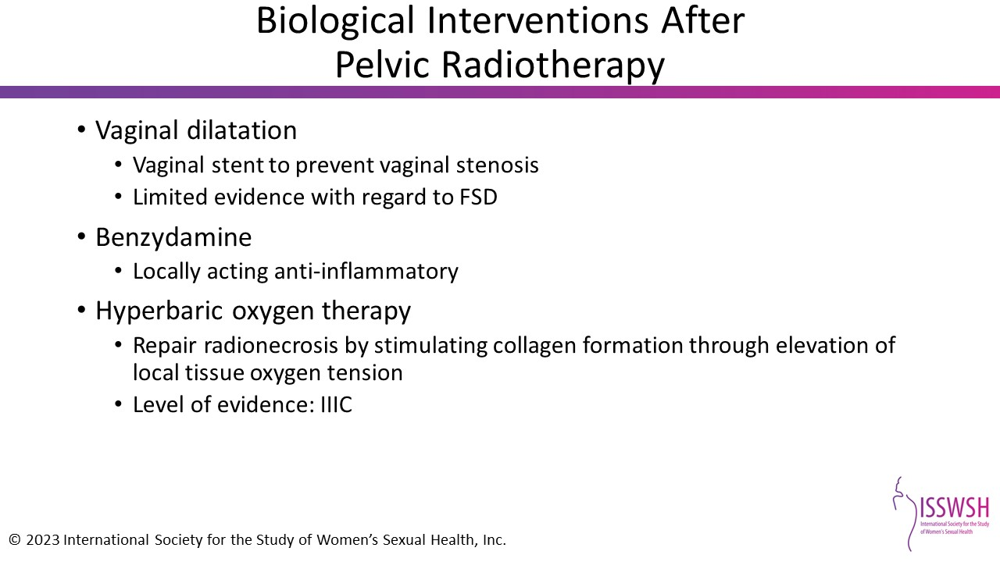 Biological Interventions After
Pelvic Radiotherapy
• Vaginal dilatation
• Vaginal stent to prevent vaginal stenosis
• Limited evidence with regard to FSD
• Benzydamine
• Locally acting anti-inflammatory
• Hyperbaric oxygen therapy
• Repair radionecrosis by stimulating collagen formation through elevation of
local tissue oxygen tension
• Level of evidence: IIIC
ISSWSH
International Society for the Study
of Women's Sexual Health
© 2023 International Society for the Study of Women’s Sexual Health, Inc.